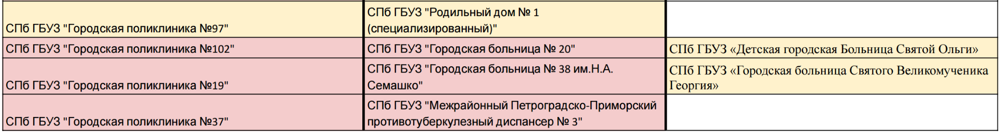 СПб ГБУЗ "Городская поликлиника №97"
СПб ГБУЗ "Родильный дом № 1
(специализированный)"
СПб ГБУЗ "Городская поликлиника №102"
СПб ГБУЗ "Городская больница № 20"
СПб ГБУЗ «Детская городская Больница Святой Ольги»
СПб ГБУЗ "Городская поликлиника №19"
СПб ГБУЗ "Городская больница № 38 им.Н.А.
Семашко"
СПб ГБУЗ «Городская больница Святого Великомученика
Георгия»
СПб ГБУЗ "Городская поликлиника №37"
СПб ГБУЗ "Межрайонный Петроградско-Приморский
противотуберкулезный диспансер № 3"